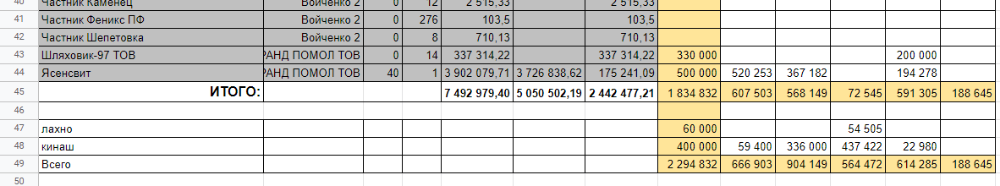 40 Частник Каменец Войченко 2 0 12 2 515,33 2 515,33
41 Частник Феникс ПФ Войченко 2 0 276 103,5 103,5
42 Частник Шепетовка Войченко 2 0 8 710,13 710,13
43 Шляховик-97 ТОВ РАНД ПОМОЛ ТОВ 0 14 337 314,22 337 314,22 330 000 200 000
44 Ясенсвит РАНД ПОМОЛ ТОВ 40 1 3 902 079,71 3 726 838,62 175 241,09 500 000 520 253 367 182 194 278
45 ИТОГО: 7 492 979,40 5 050 502,19 2 442 477,21 1 834 832 607 503 568 149 72 545 591 305 188 645
46
47 лахно 60 000 54 505
48 кинаш 400 000 59 400 336 000 437 422 22 980
49 Всего 2 294 832 666 903 904 149 564 472 614 285 188 645
50